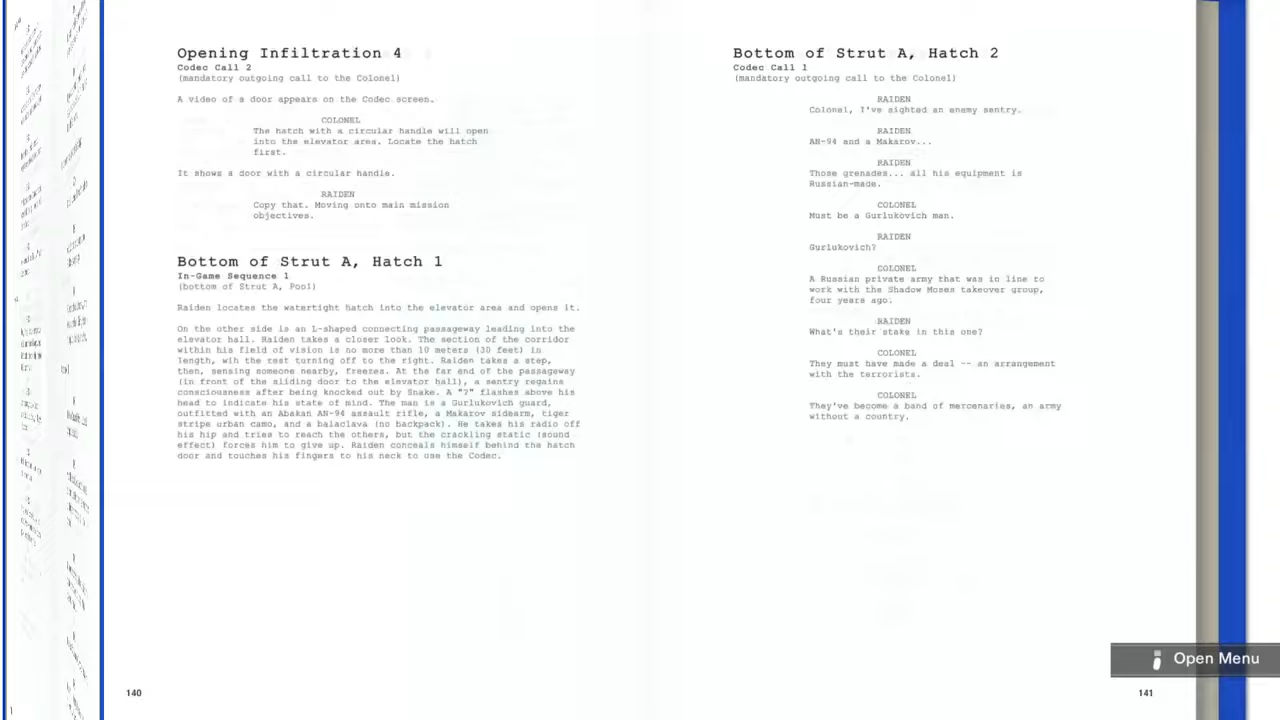 Opening Infiltration 4
Codec Call 2
(mandatory outgoing call to the Colonel)
A video of a door appears on the Codec screen.
COLONEL
The hatch with a circular handle will open
into the elevator area. Locate the hatch
first.
It shows a door with a circular handle.
RAIDEN
Copy that. Moving onto main mission
objectives.
Bottom of Strut A, Hatch 1
In-Game Sequence 1
(bottom of Strut A, Pool)
Raiden locates the watertight hatch into the elevator area and opens it.
On the other side is an L-shaped connecting passageway leading into the
elevator hall. Raiden takes a closer look. The section of the corridor
within his field of vision is no more than 10 meters (30 feet) in
length, wih the rest turning off to the right. Raiden takes a step,
then, sensing someone nearby, freezes. At the far end of the passageway
(in front of the sliding door to the elevator hall), a sentry regains
consciousness after being knocked out by Snake. A "?" flashes above his
head to indicate his state of mind. The man is a Gurlukovich guard,
outfitted with an Abakan AN-94 assault rifle, a Makarov sidearm, tiger
stripe urban camo, and a balaclava (no backpack). He takes his radio off
his hip and tries to reach the others, but the crackling static (sound
effect) forces him to give up. Raiden conceals himself behind the hatch
door and touches his fingers to his neck to use the Codec.
140
Bottom of Strut A, Hatch 2
Codec Call 1
(mandatory outgoing call to the Colonel)
RAIDEN
Colonel, I've sighted an enemy sentry.
RAIDEN
AN-94 and a Makarov...
RAIDEN
Those grenades... all his equipment is
Russian-made.
COLONEL
Must be a Gurlukovich man.
RAIDEN
Gurlukovich?
COLONEL
A Russian private army that was in line to
work with the Shadow Moses takeover group,
four years ago.
RAIDEN
What's their stake in this one?
COLONEL
They must have made a deal -- an arrangement
with the terrorists.
COLONEL
They've become a band of mercenaries, an army
without a country.
Open Menu
141